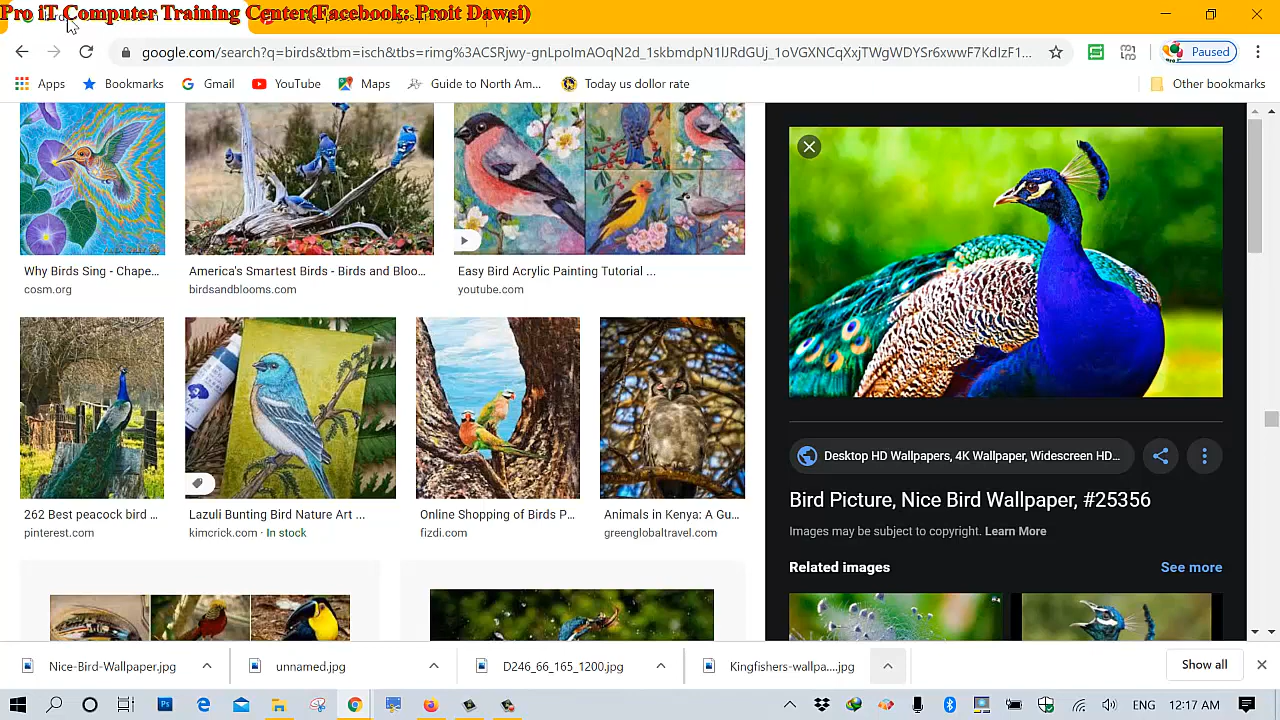 Pro iT Computer Training Center(Facebook: Proit Dawei)
google.com/search?q=birds&tbm=isch&tbs=rimg%3ACSRjwy-gnLpoImAOqN2d_1skbmdpN1lJRdGUj_1oVGXNCqXxjTWgWDYSr6xwwF7KdIzF1...
Paused
Apps
Bookmarks
Gmail
YouTube
Maps
Guide to North Am...
Today us dollor rate
Other bookmarks
Why Birds Sing - Chape...
cosm.org
America's Smartest Birds - Birds and Bloo...
birdsandblooms.com
Easy Bird Acrylic Painting Tutorial ...
youtube.com
262 Best peacock bird ...
pinterest.com
Lazuli Bunting Bird Nature Art ...
kimcrick.com · In stock
Online Shopping of Birds P...
fizdi.com
Animals in Kenya: A Gu...
greenglobaltravel.com
Desktop HD Wallpapers, 4K Wallpaper, Widescreen HD...
Bird Picture, Nice Bird Wallpaper, #25356
Images may be subject to copyright. Learn More
Related images
See more
Nice-Bird-Wallpaper.jpg
unnamed.jpg
D246_66_165_1200.jpg
Kingfishers-wallpa....jpg
Show all
ENG
12:17 AM